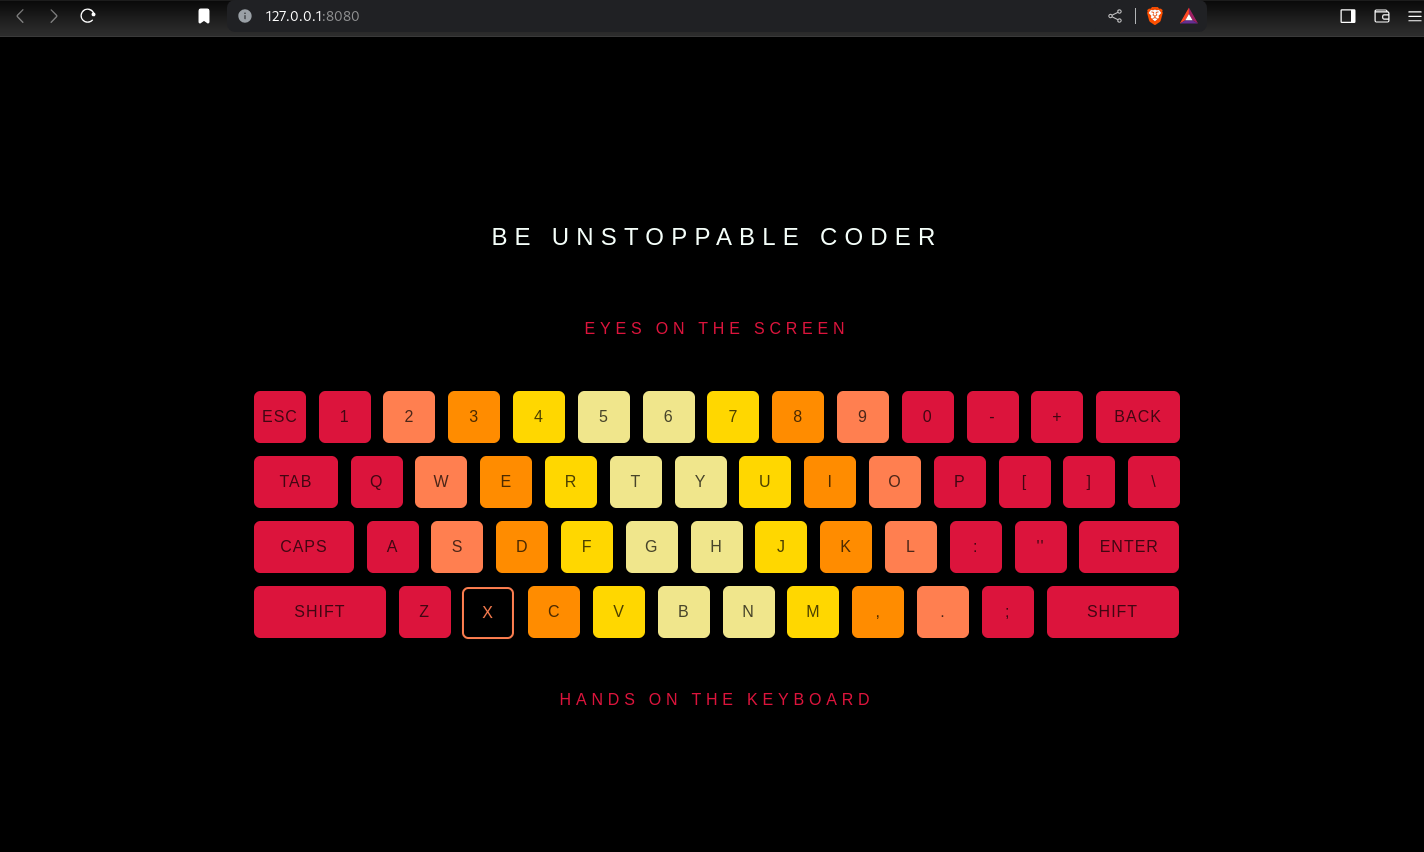 127.0.0.1:8080
BE UNSTOPPABLE CODER
EYES ON THE SCREEN
ESC 1 2 3 4 5 6 7 8 9 0 - + BACK
TAB Q W E R T Y U I O P [ ] \
CAPS A S D F G H J K L : " ENTER
SHIFT Z X C V B N M , . ; SHIFT
HANDS ON THE KEYBOARD